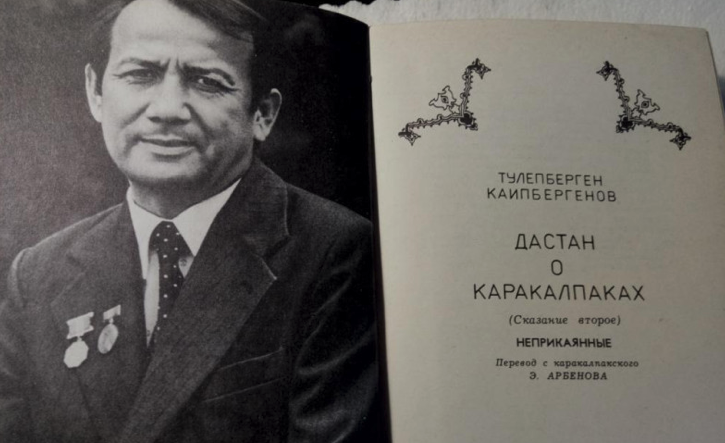 ТУЛЕПБЕРГЕН
КАИПБЕРГЕНОВ
ДАСТАН
О
КАРАКАЛПАКАХ
(Сказание второе)
НЕПРИКАЯННЫЕ
Перевод с каракалпакского
Э. АРБЕНОВА